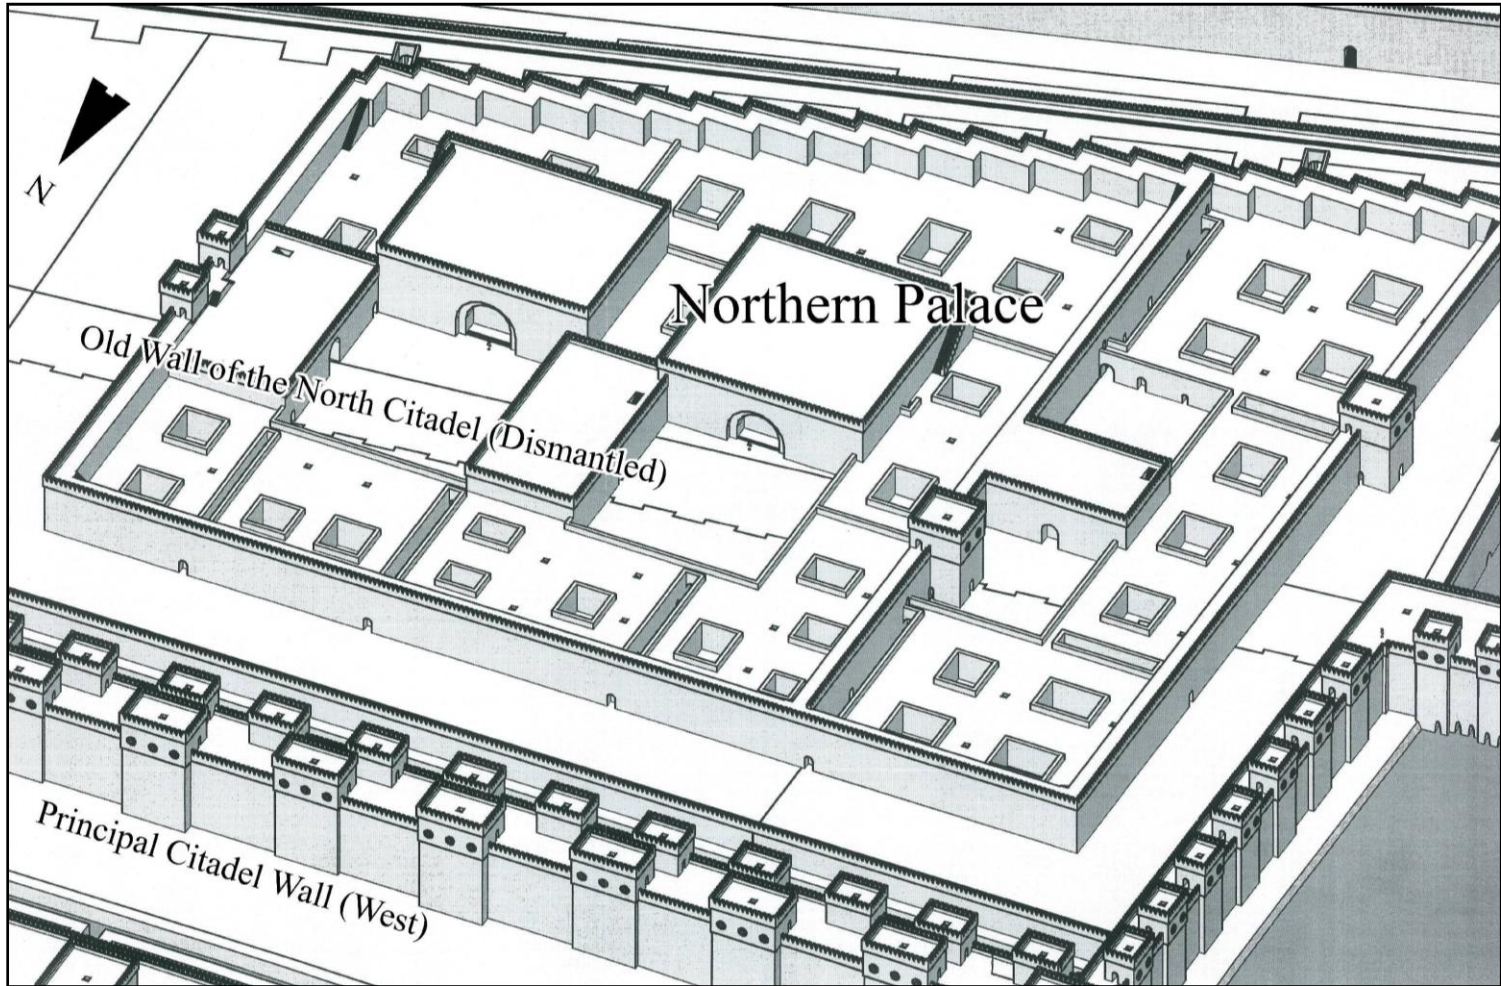 N
Northern Palace
Old Wall of the North Citadel (Dismantled)
Principal Citadel Wall (West)